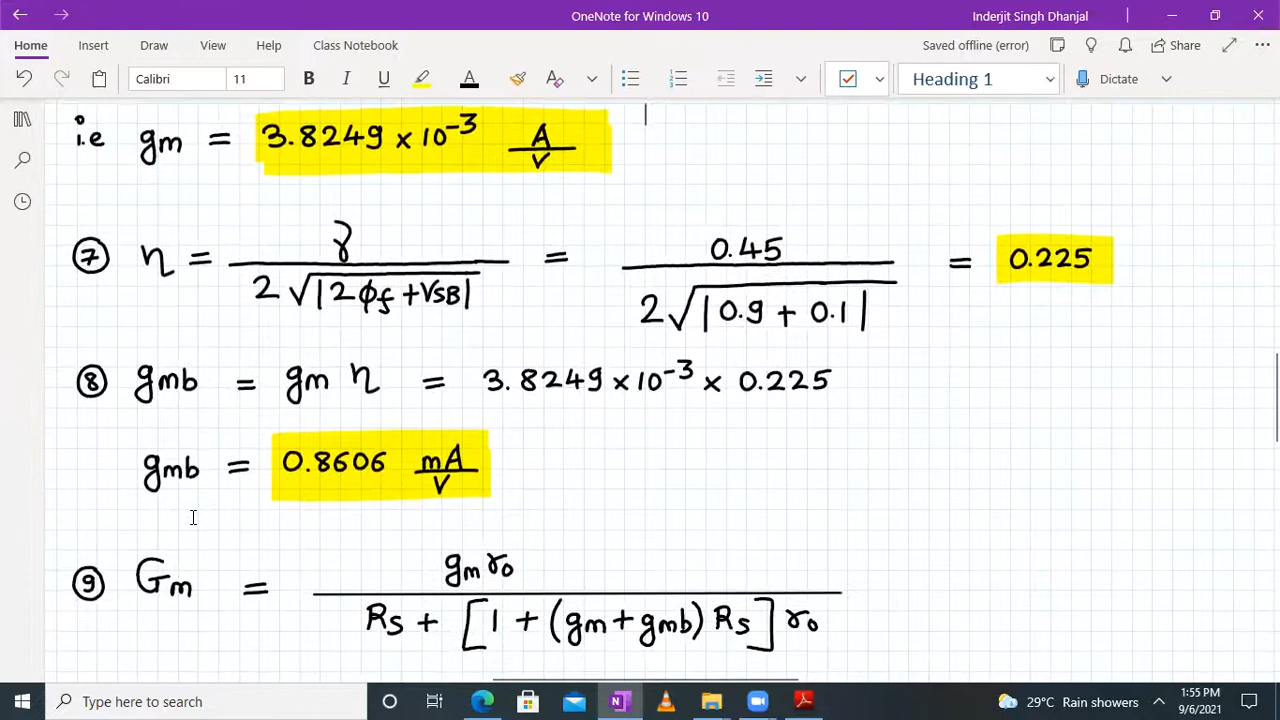 OneNote for Windows 10
Inderjit Singh Dhanjal
Home Insert Draw View Help Class Notebook
Saved offline (error) Share
Calibri 11 B I U A Heading 1 Dictate
i.e gm = 3.8249 × 10⁻³ A/V
⑦ η = γ / 2√|2ϕf + VSB| = 0.45 / 2√|0.9 + 0.1| = 0.225
⑧ gmb = gm η = 3.8249 × 10⁻³ × 0.225
gmb = 0.8606 mA/V
⑨ Gm = gm ro / Rs + [1 + (gm + gmb) Rs] ro
Type here to search
29°C Rain showers
1:55 PM
9/6/2021